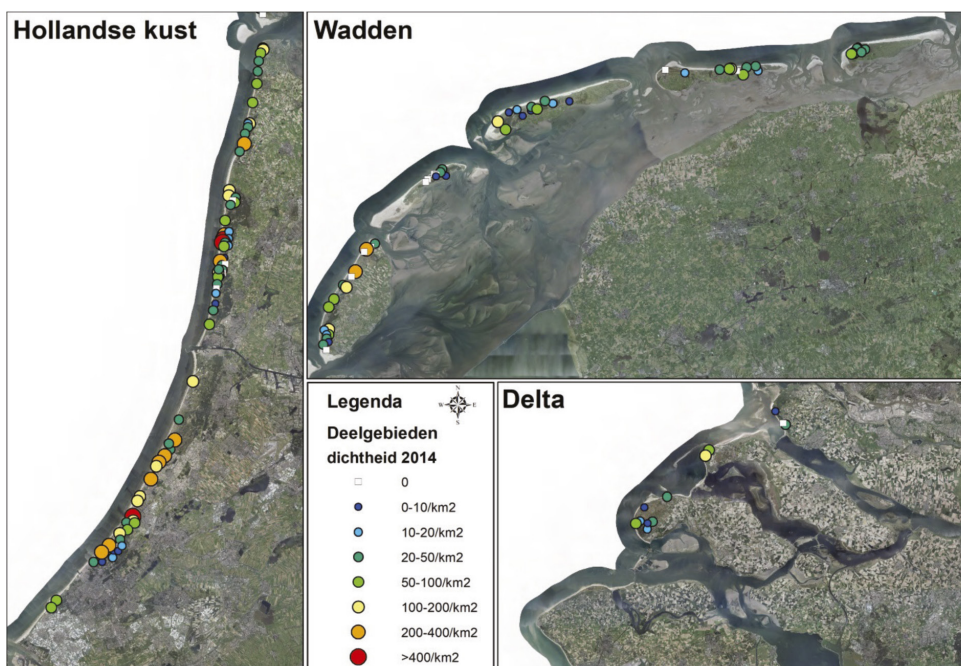 Hollandse kust
Wadden
Legenda
N
W E
S
Deelgebieden
dichtheid 2014
0
0-10/km2
10-20/km2
20-50/km2
50-100/km2
100-200/km2
200-400/km2
>400/km2
Delta